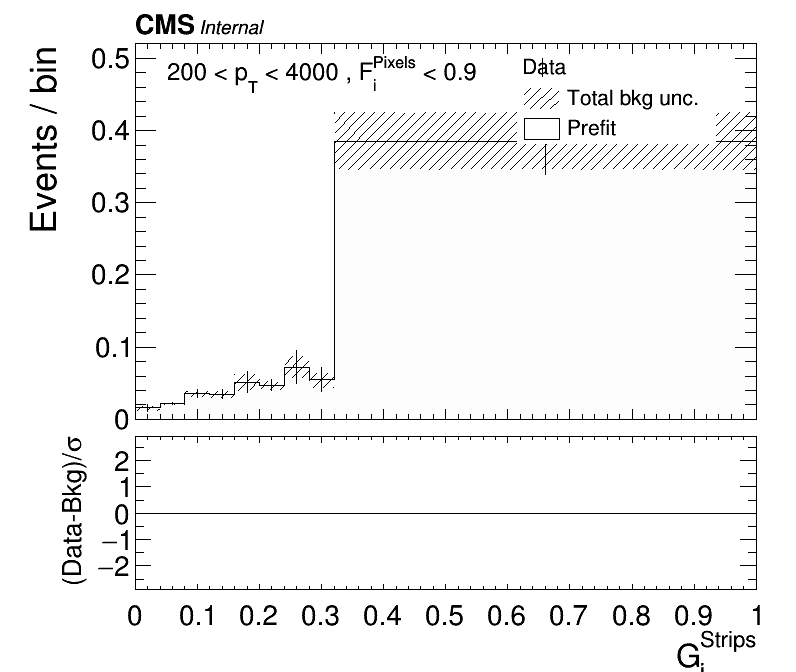 CMS Internal
Events / bin
0.5
0.4
0.3
0.2
0.1
0
200 < p_T < 4000 , F_i^Pixels < 0.9
Data
Total bkg unc.
Prefit
(Data-Bkg)/σ
2
1
0
−1
−2
0 0.1 0.2 0.3 0.4 0.5 0.6 0.7 0.8 0.9 1
G_i^Strips